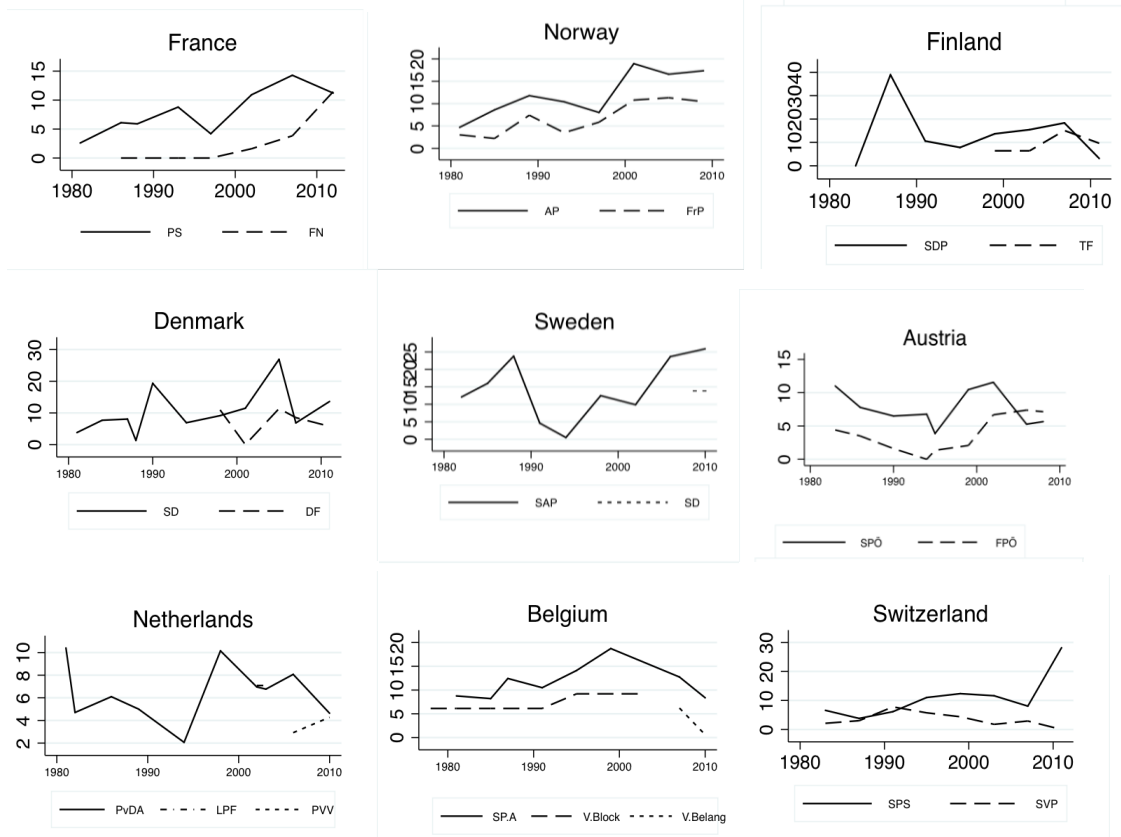 France
0 5 10 15
1980 1990 2000 2010
PS FN
Norway
0 5 10 15 20
1980 1990 2000 2010
AP FrP
Finland
0 10 20 30 40
1980 1990 2000 2010
SDP TF
Denmark
0 10 20 30
1980 1990 2000 2010
SD DF
Sweden
0 5 10 15 20 25
1980 1990 2000 2010
SAP SD
Austria
0 5 10 15
1980 1990 2000 2010
SPÖ FPÖ
Netherlands
2 4 6 8 10
1980 1990 2000 2010
PvDA LPF PVV
Belgium
0 5 10 15 20
1980 1990 2000 2010
SP.A V.Block V.Belang
Switzerland
0 10 20 30
1980 1990 2000 2010
SPS SVP